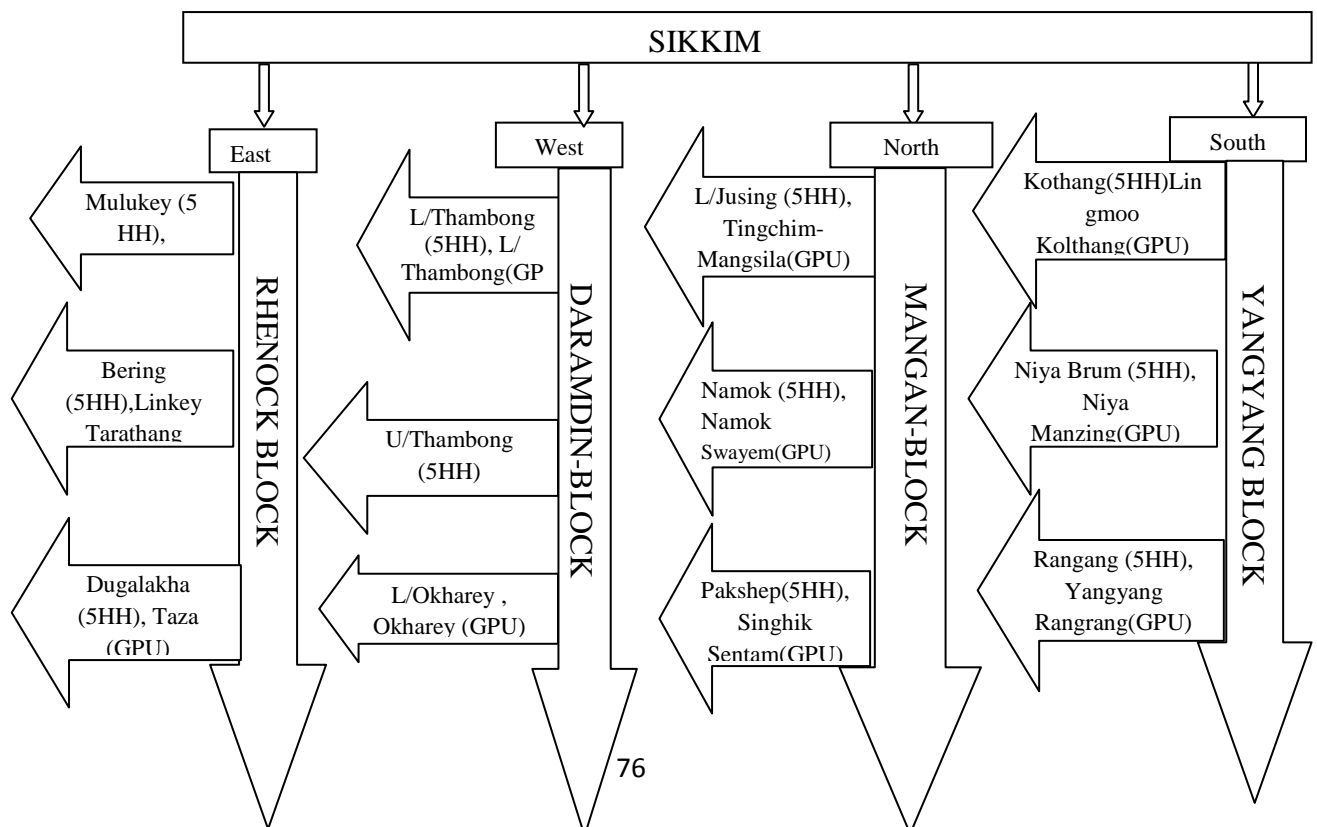 SIKKIM
East
Mulukey (5
HH),
Bering
(5HH),Linkey
Tarathang
Dugalakha
(5HH), Taza
(GPU)
RHENOCK BLOCK
West
L/Thambong
(5HH), L/
Thambong(GP
U/Thambong
(5HH)
L/Okharey ,
Okharey (GPU)
DARAMDIN-BLOCK
North
L/Jusing (5HH),
Tingchim-
Mangsila(GPU)
Namok (5HH),
Namok
Swayem(GPU)
Pakshep(5HH),
Singhik
Sentam(GPU)
MANGAN-BLOCK
South
Kothang(5HH)Lin
gmoo
Kolthang(GPU)
Niya Brum (5HH),
Niya
Manzing(GPU)
Rangang (5HH),
Yangyang
Rangrang(GPU)
YANGYANG BLOCK
76